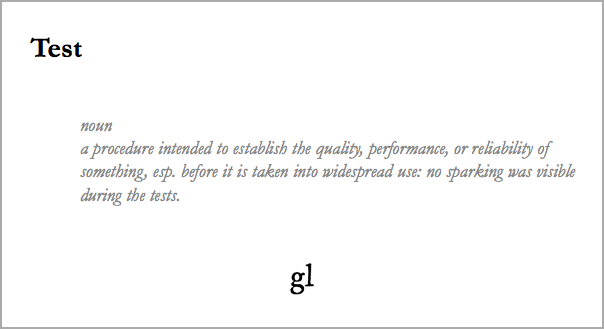 Test
noun
a procedure intended to establish the quality, performance, or reliability of
something, esp. before it is taken into widespread use: no sparking was visible
during the tests.
gl